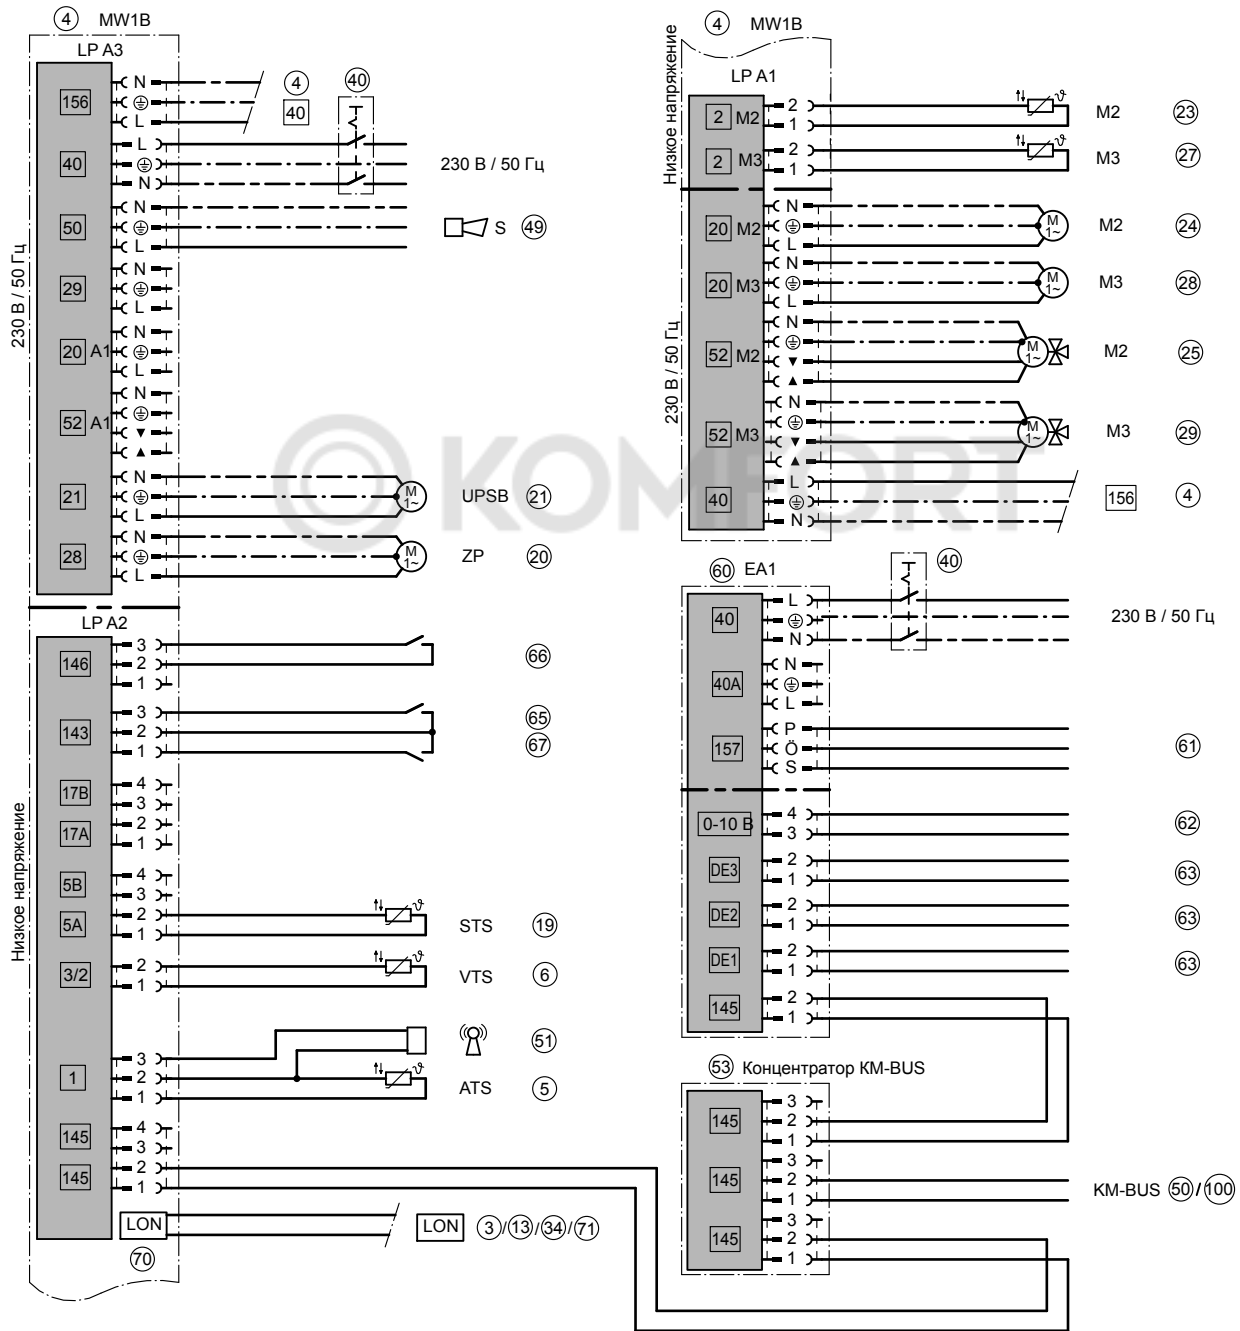 4 MW1B
LP A3
230 В / 50 Гц
156
N
L
4
40
40
40
L
N
230 В / 50 Гц
50
N
L
S 49
29
N
L
20 A1
N
L
52 A1
N
▼
▲
21
N
L
M
1~
UPSB 21
28
N
L
M
1~
ZP 20
LP A2
Низкое напряжение
146
3
2
1
66
143
3
2
1
65
67
17B
4
3
17A
2
1
5B
4
3
5A
2
1
ϑ
STS 19
3/2
2
1
ϑ
VTS 6
51
1
3
2
1
ϑ
ATS 5
145
4
3
145
2
1
LON
LON 3/13/34/71
70
4 MW1B
Низкое напряжение
LP A1
2 M2
2
1
ϑ
M2 23
2 M3
2
1
ϑ
M3 27
230 В / 50 Гц
20 M2
N
L
M
1~
M2 24
20 M3
N
L
M
1~
M3 28
52 M2
N
▼
▲
M
1~
M2 25
52 M3
N
▼
▲
M
1~
M3 29
40
L
N
156 4
KOMFORT
60 EA1
40
40
L
N
230 В / 50 Гц
40A
N
L
157
P
Ö
S
61
0-10 В
4
3
62
DE3
2
1
63
DE2
2
1
63
DE1
2
1
63
145
2
1
53 Концентратор KM-BUS
145
3
2
1
145
3
2
1
KM-BUS 50/100
145
3
2
1